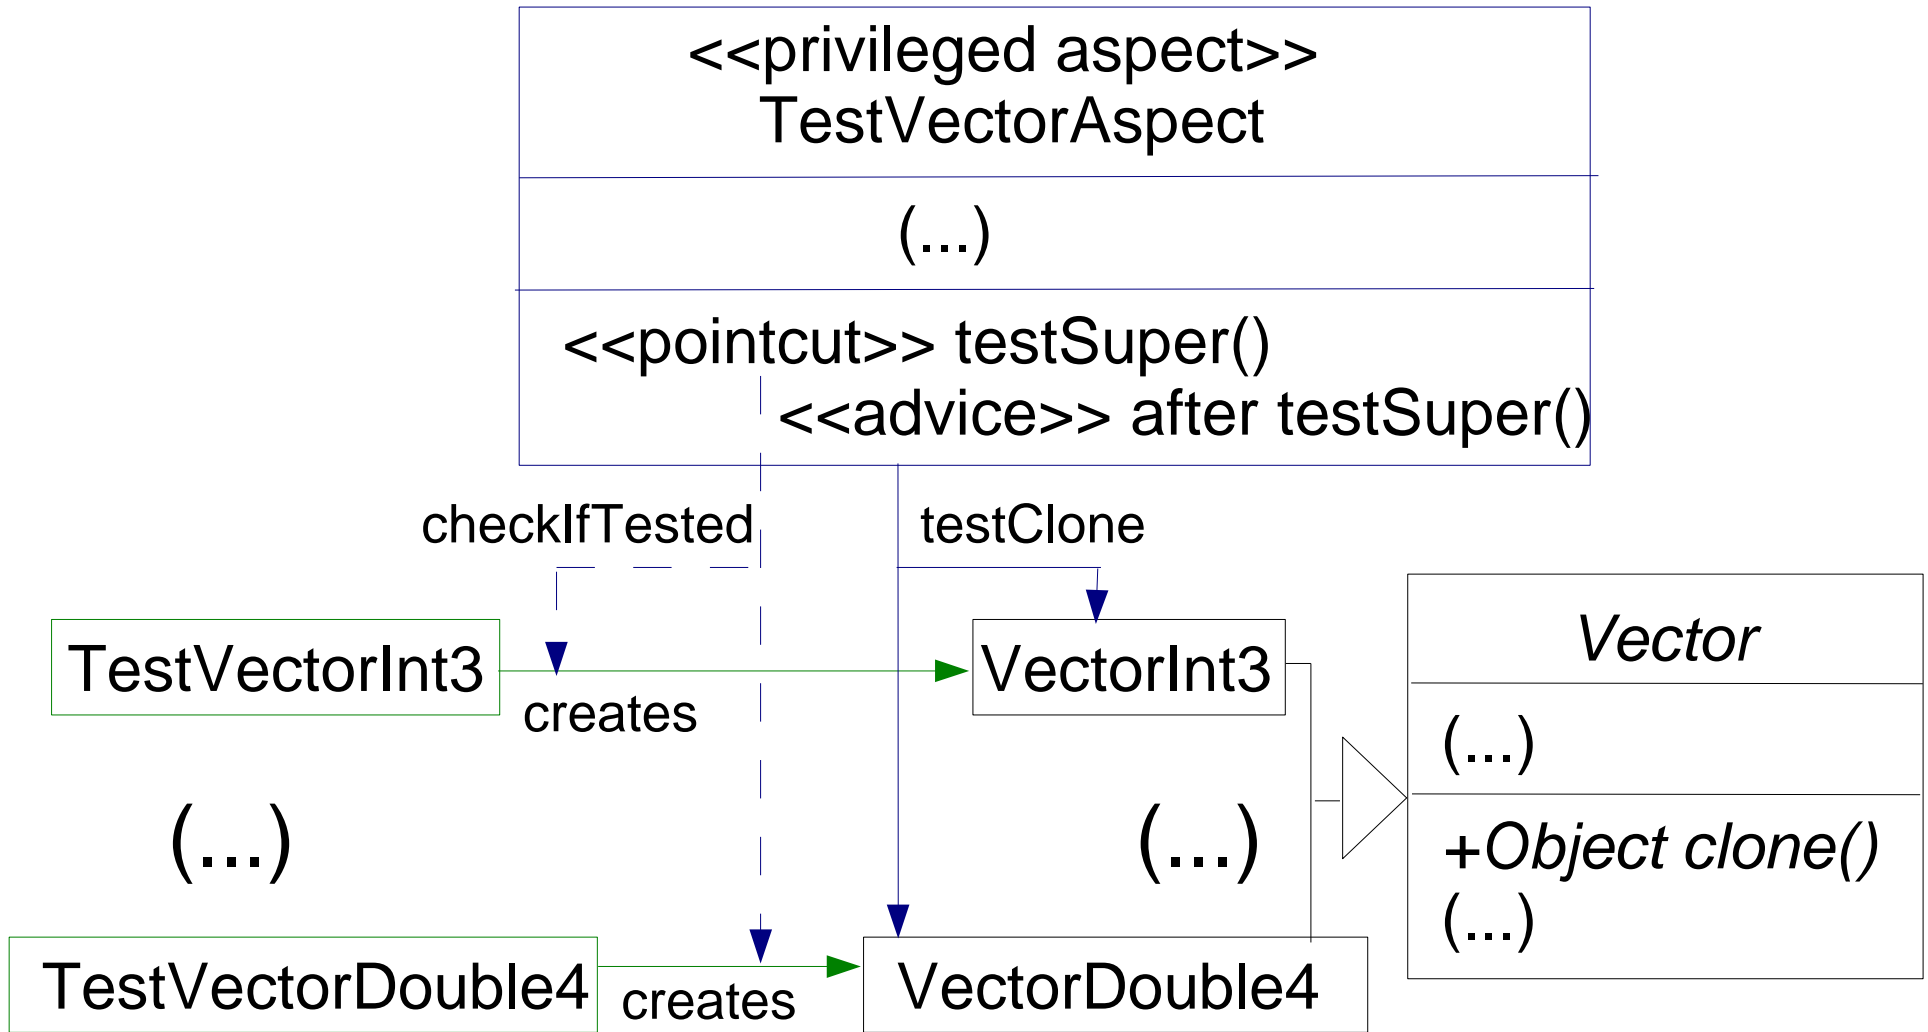 <<privileged aspect>>
TestVectorAspect
(...)
<<pointcut>> testSuper()
<<advice>> after testSuper()
checkIfTested
testClone
TestVectorInt3
creates
VectorInt3
Vector
(...)
+Object clone()
(...)
(...)
(...)
TestVectorDouble4
creates
VectorDouble4